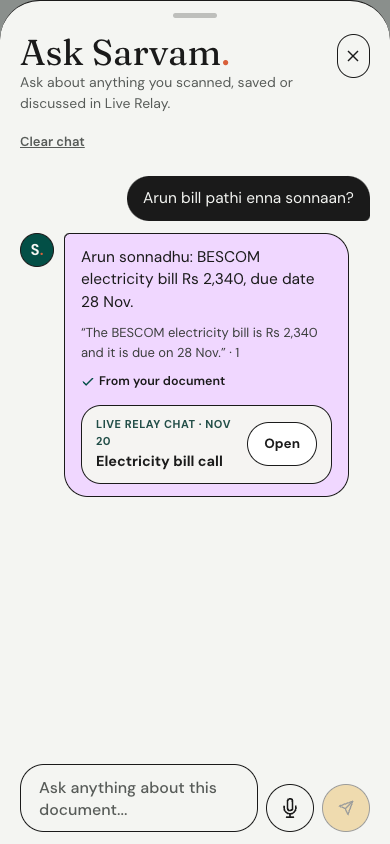 Ask Sarvam.
Ask about anything you scanned, saved or
discussed in Live Relay.
Clear chat
Arun bill pathi enna sonnaan?
S.
Arun sonnadhu: BESCOM
electricity bill Rs 2,340, due date
28 Nov.
“The BESCOM electricity bill is Rs 2,340
and it is due on 28 Nov.” · 1
From your document
LIVE RELAY CHAT · NOV
20
Electricity bill call
Open
Ask anything about this
document...